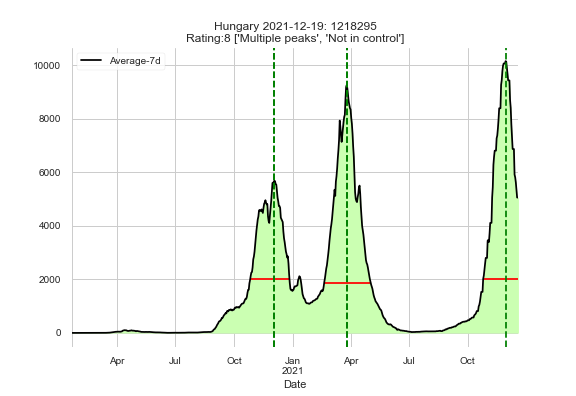 Hungary 2021-12-19: 1218295
Rating:8 ['Multiple peaks', 'Not in control']
Average-7d
10000
8000
6000
4000
2000
0
Apr Jul Oct Jan Apr Jul Oct
2021
Date